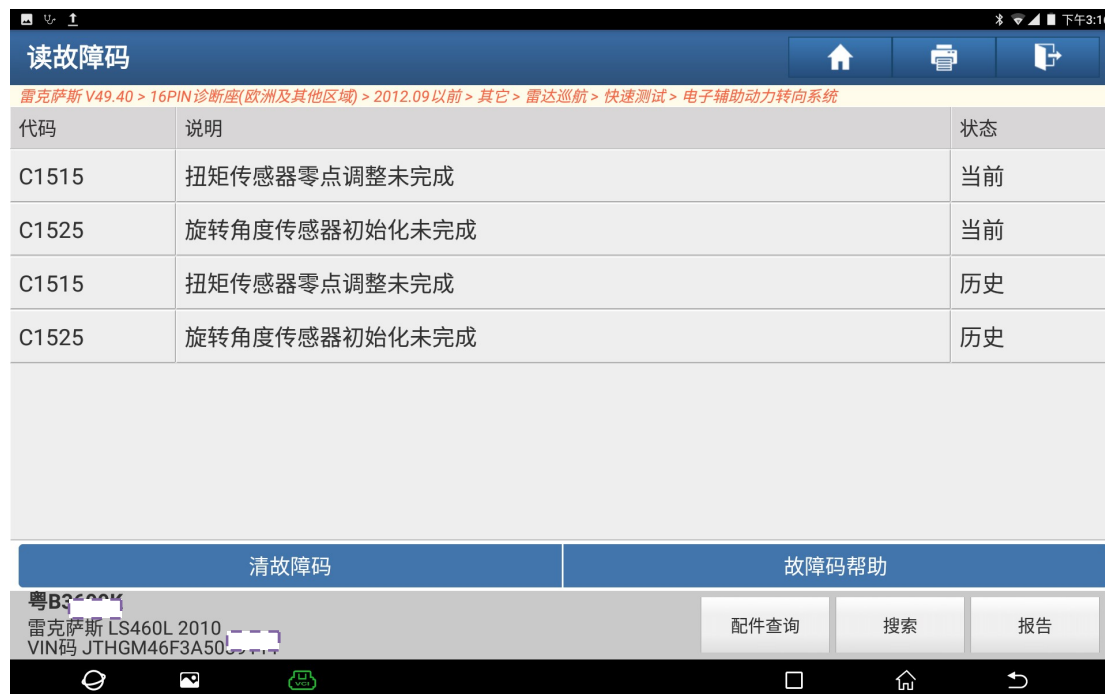 下午3:1
读故障码
雷克萨斯 V49.40 > 16PIN诊断座(欧洲及其他区域) > 2012.09以前 > 其它 > 雷达巡航 > 快速测试 > 电子辅助动力转向系统
代码 说明 状态
C1515 扭矩传感器零点调整未完成 当前
C1525 旋转角度传感器初始化未完成 当前
C1515 扭矩传感器零点调整未完成 历史
C1525 旋转角度传感器初始化未完成 历史
清故障码 故障码帮助
粤B3
雷克萨斯 LS460L 2010
VIN码 JTHGM46F3A50
配件查询 搜索 报告
VCI